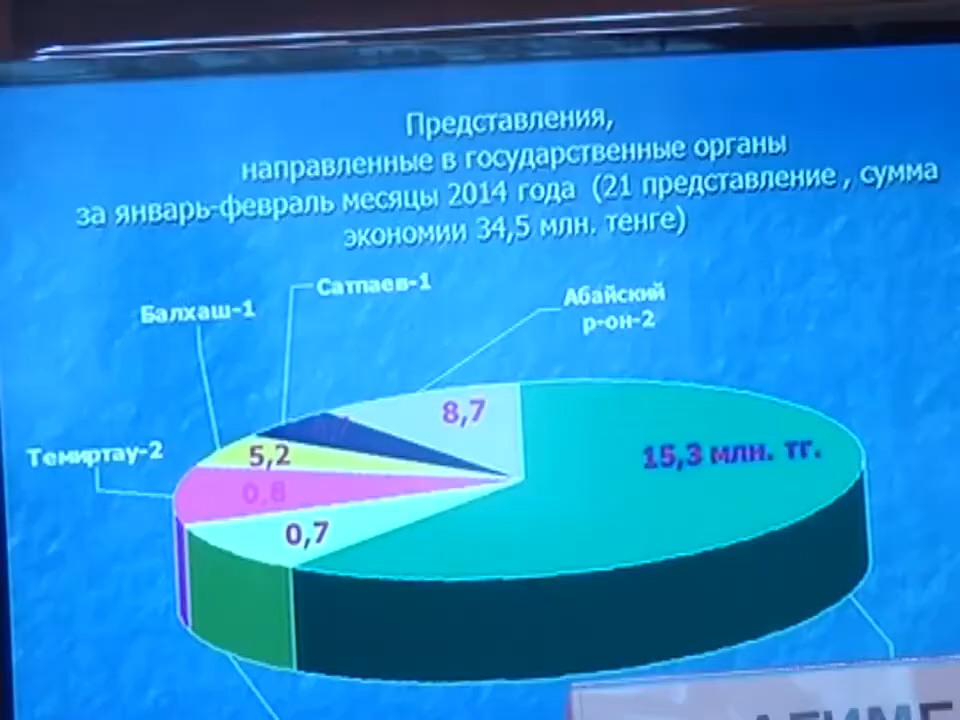 Представления,
направленные в государственные органы
за январь-февраль месяцы 2014 года (21 представление , сумма
экономии 34,5 млн. тенге)
Сатпаев-1
Балхаш-1
Абайский
р-он-2
Темиртау-2
8,7
5,2
15,3 млн. тг.
0,8
0,7